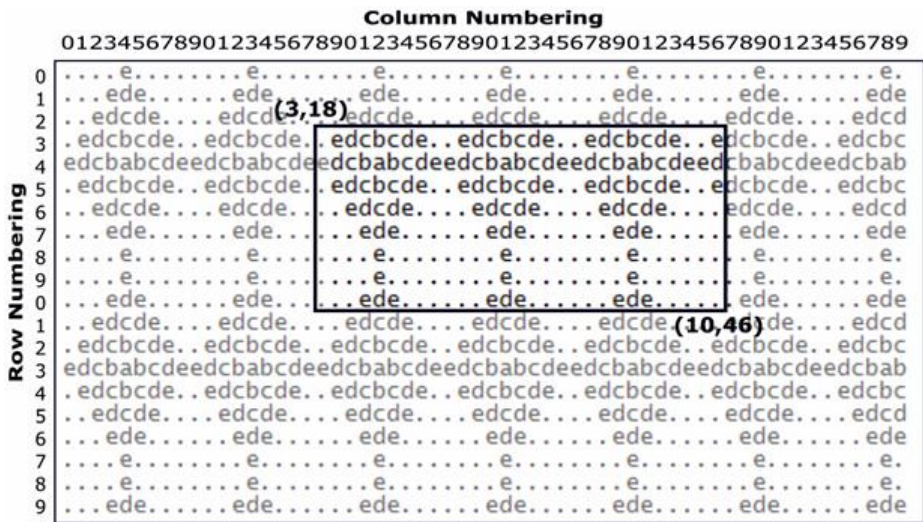 Column Numbering
012345678901234567890123456789012345678901234567890123456789
Row Numbering
0 ....e........e........e........e........e........e........e.
1 ...ede......ede......ede......ede......ede......ede......ede
(3,18)
2 ..edcde....edcde....edcde....edcde....edcde....edcde....edcd
3 .edcbcde..edcbcde..edcbcde..edcbcde..edcbcde..edcbcde..edcbc
4 edcbabcdeedcbabcdeedcbabcdeedcbabcdeedcbabcdeedcbabcdeedcbab
5 .edcbcde..edcbcde..edcbcde..edcbcde..edcbcde..edcbcde..edcbc
6 ..edcde....edcde....edcde....edcde....edcde....edcde....edcd
7 ...ede......ede......ede......ede......ede......ede......ede
8 ....e........e........e........e........e........e........e.
9 ....e........e........e........e........e........e........e.
0 ...ede......ede......ede......ede......ede......ede......ede
1 ..edcde....edcde....edcde....edcde....edcde....edcde....edcd
(10,46)
2 .edcbcde..edcbcde..edcbcde..edcbcde..edcbcde..edcbcde..edcbc
3 edcbabcdeedcbabcdeedcbabcdeedcbabcdeedcbabcdeedcbabcdeedcbab
4 .edcbcde..edcbcde..edcbcde..edcbcde..edcbcde..edcbcde..edcbc
5 ..edcde....edcde....edcde....edcde....edcde....edcde....edcd
6 ...ede......ede......ede......ede......ede......ede......ede
7 ....e........e........e........e........e........e........e.
8 ....e........e........e........e........e........e........e.
9 ...ede......ede......ede......ede......ede......ede......ede